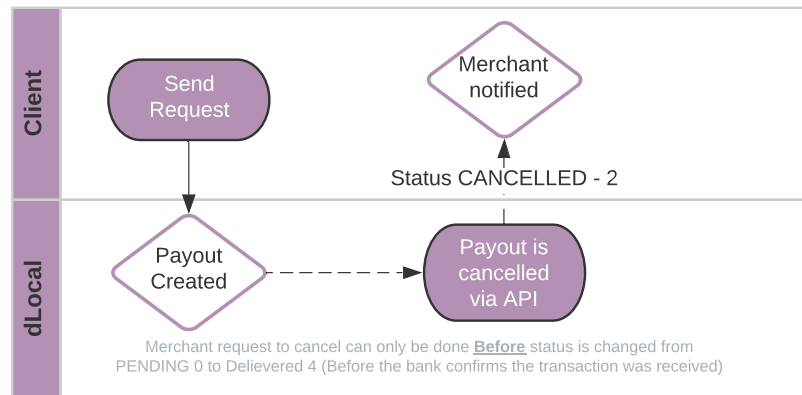 Client
Send
Request
Merchant
notified
Status CANCELLED - 2
dLocal
Payout
Created
Payout is
cancelled
via API
Merchant request to cancel can only be done Before status is changed from
PENDING 0 to Delievered 4 (Before the bank confirms the transaction was received)